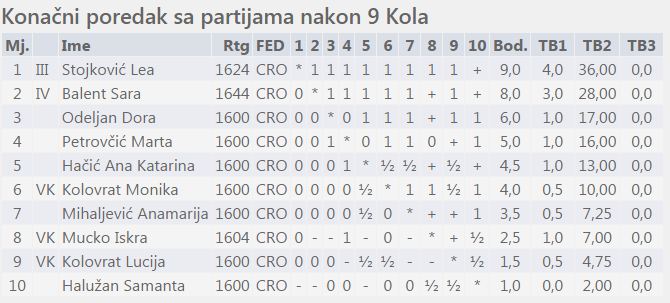 Konačni poredak sa partijama nakon 9 Kola
Mj. Ime Rtg FED 1 2 3 4 5 6 7 8 9 10 Bod. TB1 TB2 TB3
1 III Stojković Lea 1624 CRO * 1 1 1 1 1 1 1 1 + 9,0 4,0 36,00 0,0
2 IV Balent Sara 1644 CRO 0 * 1 1 1 1 1 + 1 + 8,0 3,0 28,00 0,0
3 Odeljan Dora 1600 CRO 0 0 * 0 1 1 1 + 1 1 6,0 1,0 17,00 0,0
4 Petrovčić Marta 1600 CRO 0 0 1 * 0 1 1 0 + 1 5,0 1,0 16,00 0,0
5 Hačić Ana Katarina 1600 CRO 0 0 0 1 * ½ ½ + ½ + 4,5 1,0 13,00 0,0
6 VK Kolovrat Monika 1600 CRO 0 0 0 0 ½ * 1 1 ½ 1 4,0 0,5 10,00 0,0
7 Mihaljević Anamarija 1600 CRO 0 0 0 0 ½ 0 * + + 1 3,5 0,5 7,25 0,0
8 VK Mucko Iskra 1604 CRO 0 - - 1 - 0 - * + ½ 2,5 1,0 7,00 0,0
9 VK Kolovrat Lucija 1600 CRO 0 0 0 - ½ ½ - - * ½ 1,5 0,5 4,75 0,0
10 Halužan Samanta 1600 CRO - - 0 0 - 0 0 ½ ½ * 1,0 0,0 2,00 0,0